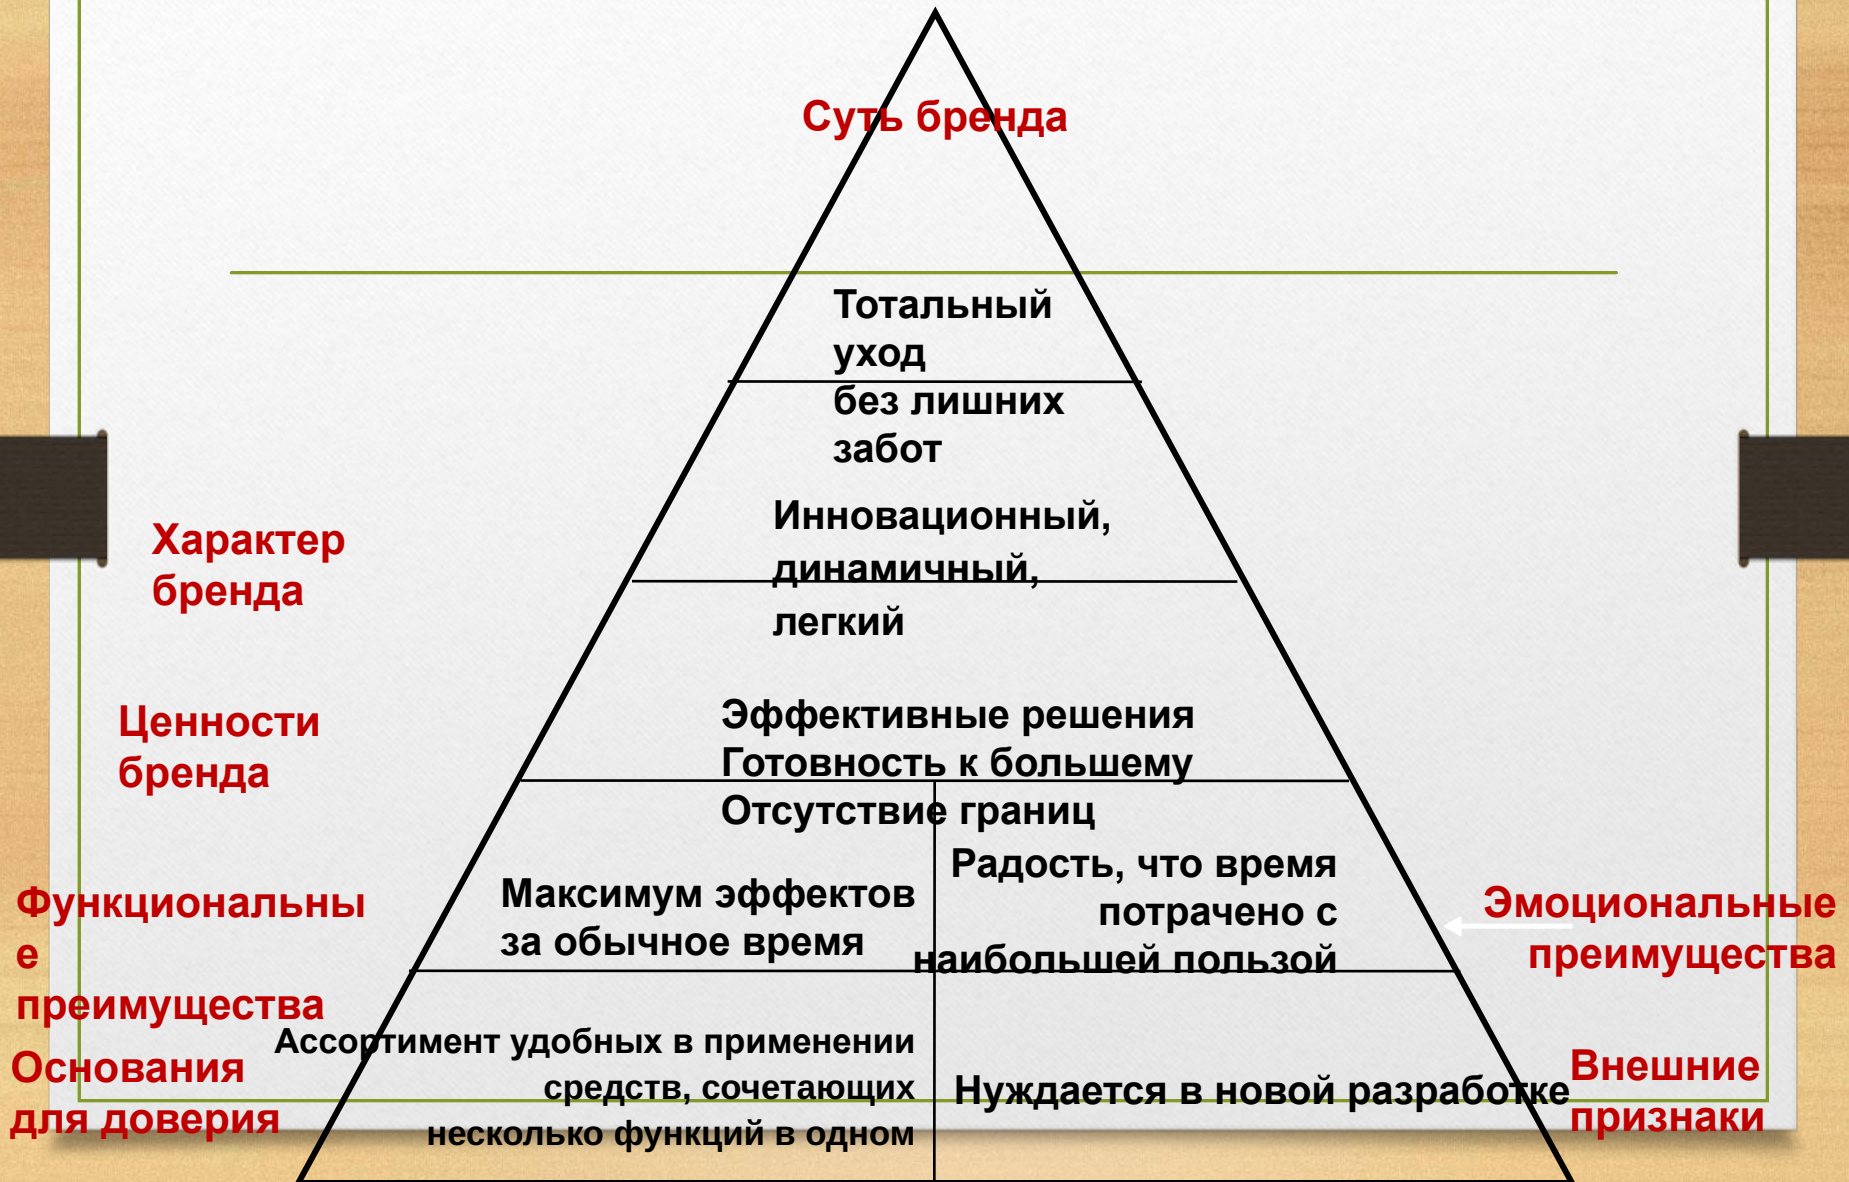 Суть бренда
Тотальный
уход
без лишних
забот
Характер
бренда
Инновационный,
динамичный,
легкий
Ценности
бренда
Эффективные решения
Готовность к большему
Отсутствие границ
Функциональны
е
преимущества
Максимум эффектов
за обычное время
Радость, что время
потрачено с
наибольшей пользой
Эмоциональные
преимущества
Основания
для доверия
Ассортимент удобных в применении
средств, сочетающих
несколько функций в одном
Нуждается в новой разработке
Внешние
признаки